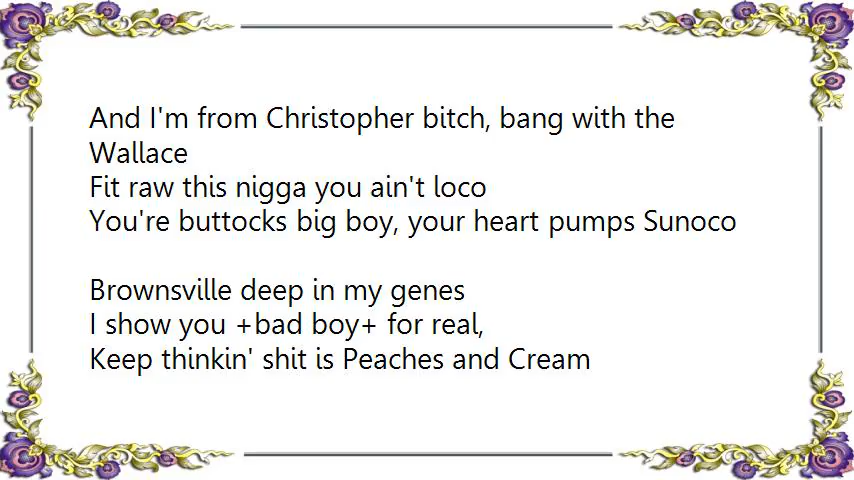 And I'm from Christopher bitch, bang with the
Wallace
Fit raw this nigga you ain't loco
You're buttocks big boy, your heart pumps Sunoco
Brownsville deep in my genes
I show you +bad boy+ for real,
Keep thinkin' shit is Peaches and Cream